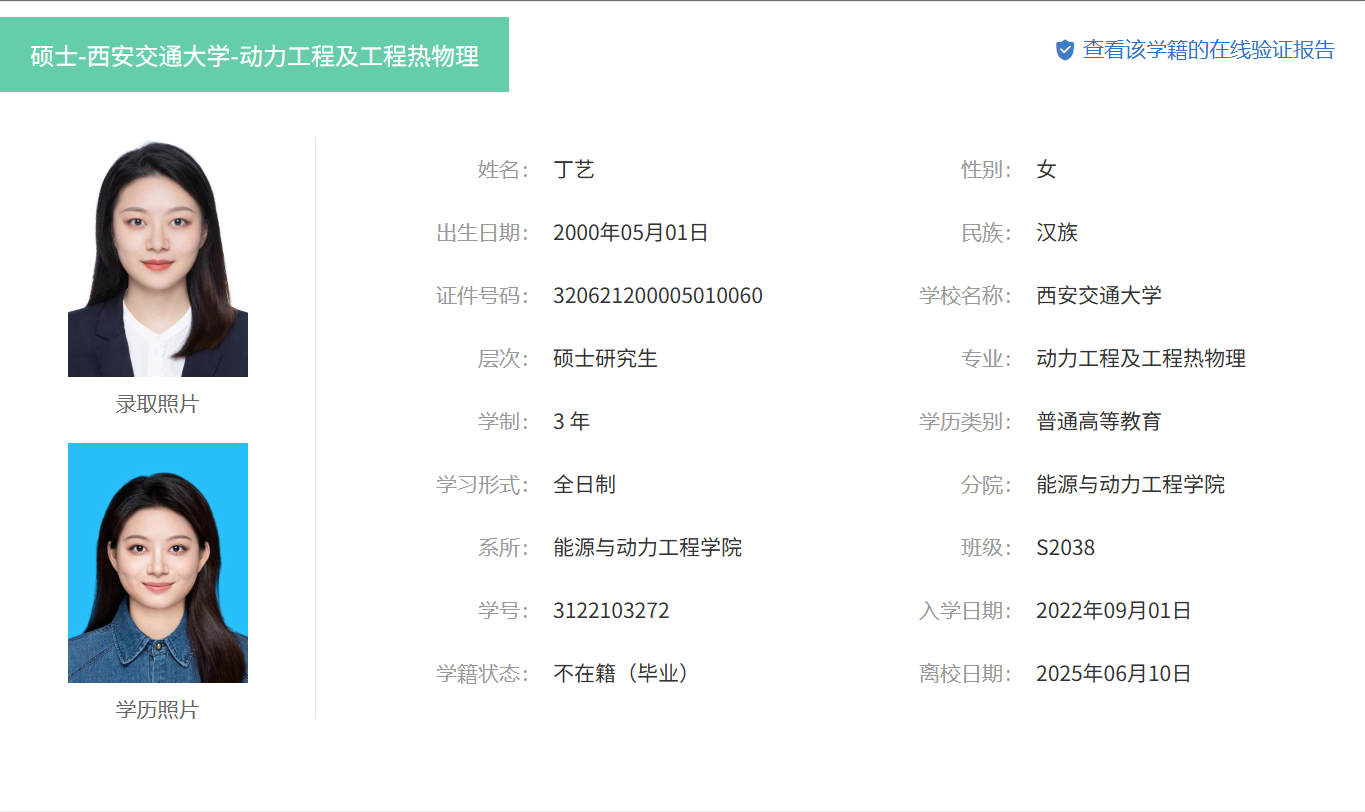 硕士-西安交通大学-动力工程及工程热物理
查看该学籍的在线验证报告
姓名： 丁艺 性别： 女
出生日期： 2000年05月01日 民族： 汉族
证件号码： 320621200005010060 学校名称： 西安交通大学
层次： 硕士研究生 专业： 动力工程及工程热物理
录取照片
学制： 3 年 学历类别： 普通高等教育
学习形式： 全日制 分院： 能源与动力工程学院
系所： 能源与动力工程学院 班级： S2038
学号： 3122103272 入学日期： 2022年09月01日
学籍状态： 不在籍（毕业） 离校日期： 2025年06月10日
学历照片